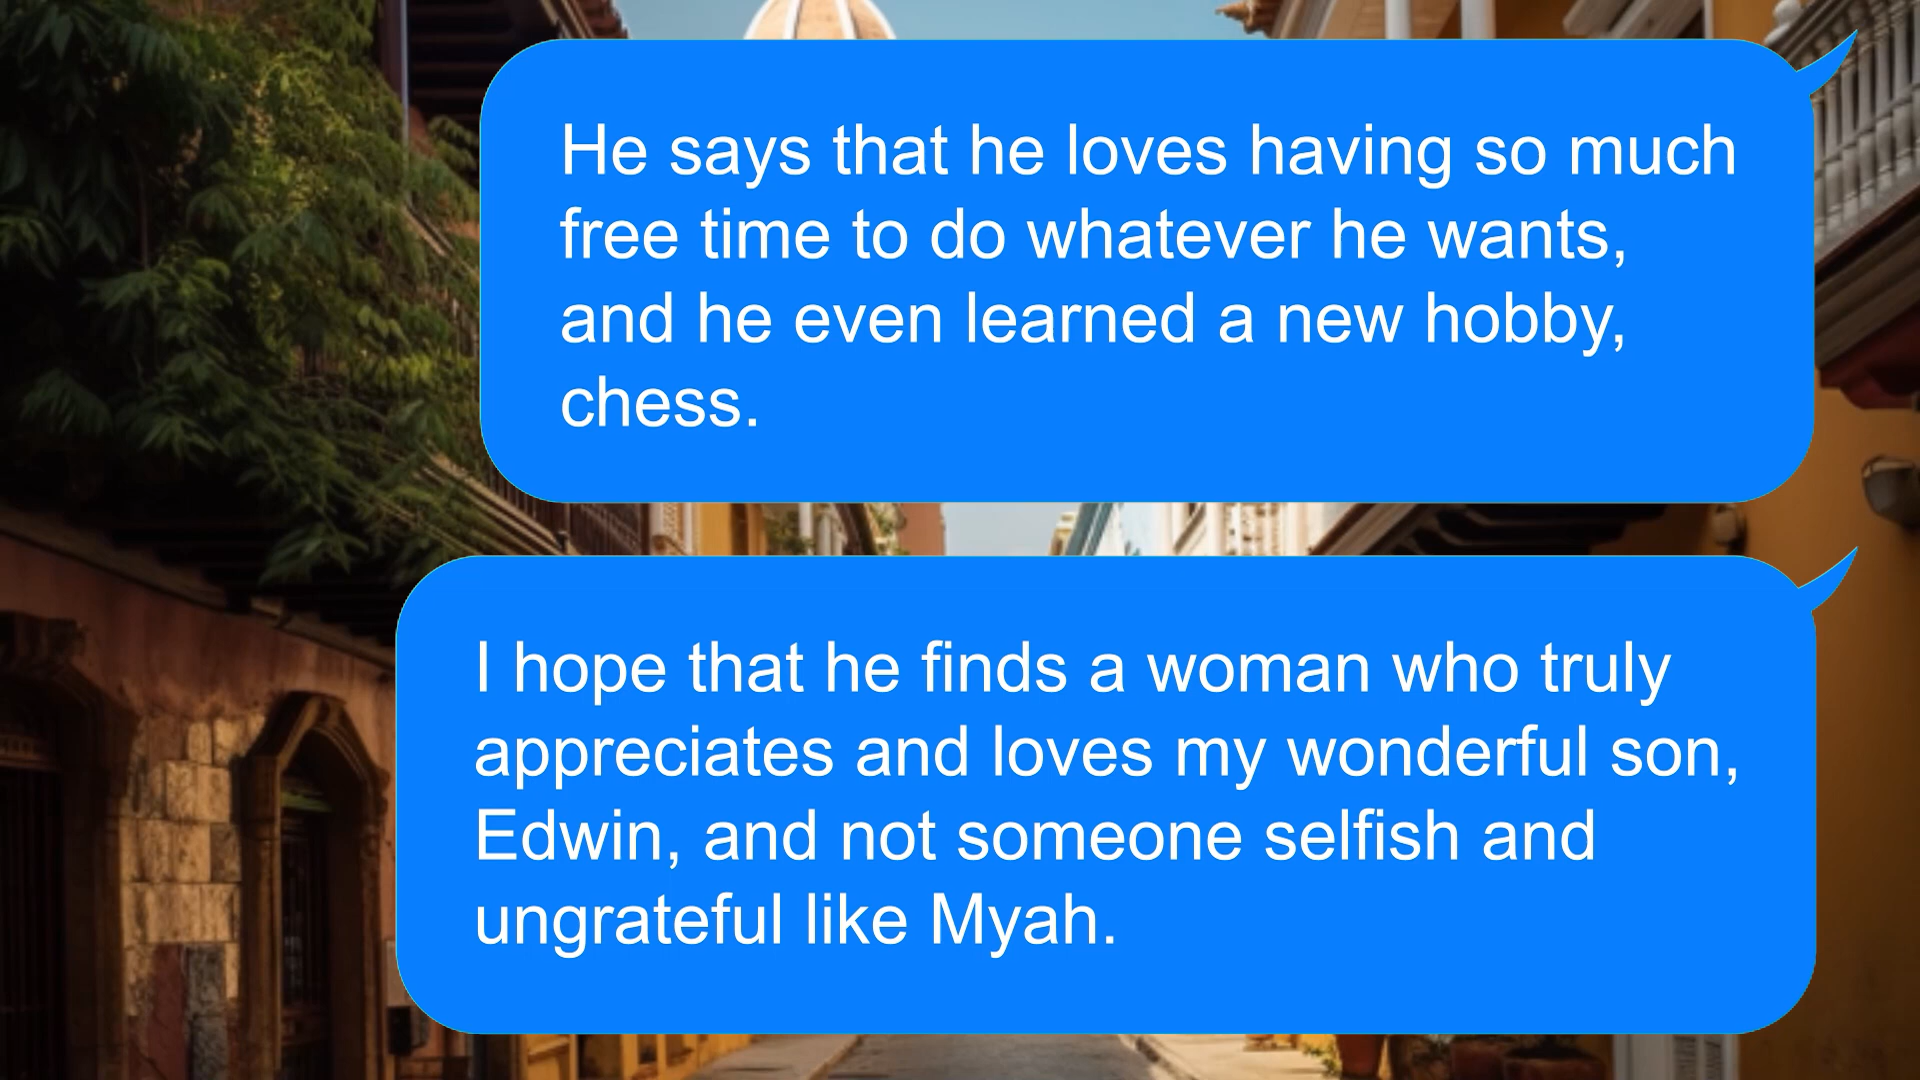 He says that he loves having so much
free time to do whatever he wants,
and he even learned a new hobby,
chess.
I hope that he finds a woman who truly
appreciates and loves my wonderful son,
Edwin, and not someone selfish and
ungrateful like Myah.